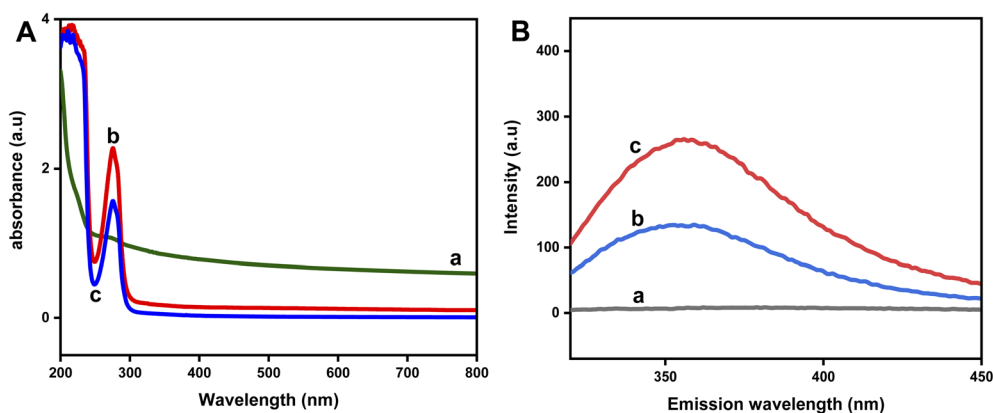 A
absorbance (a.u)
4
2
0
b
a
c
200 300 400 500 600 700 800
Wavelength (nm)
B
Intensity (a.u)
400
300
200
100
0
c
b
a
350 400 450
Emission wavelength (nm)